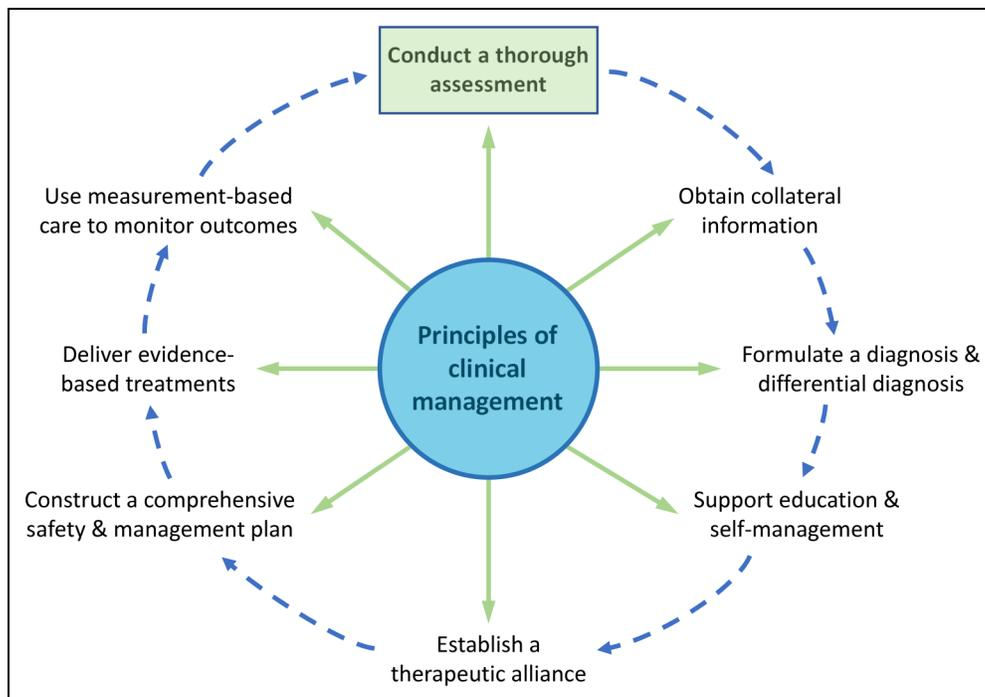 Conduct a thorough
assessment
Obtain collateral
information
Formulate a diagnosis &
differential diagnosis
Support education &
self-management
Establish a
therapeutic alliance
Construct a comprehensive
safety & management plan
Deliver evidence-
based treatments
Use measurement-based
care to monitor outcomes
Principles of
clinical
management